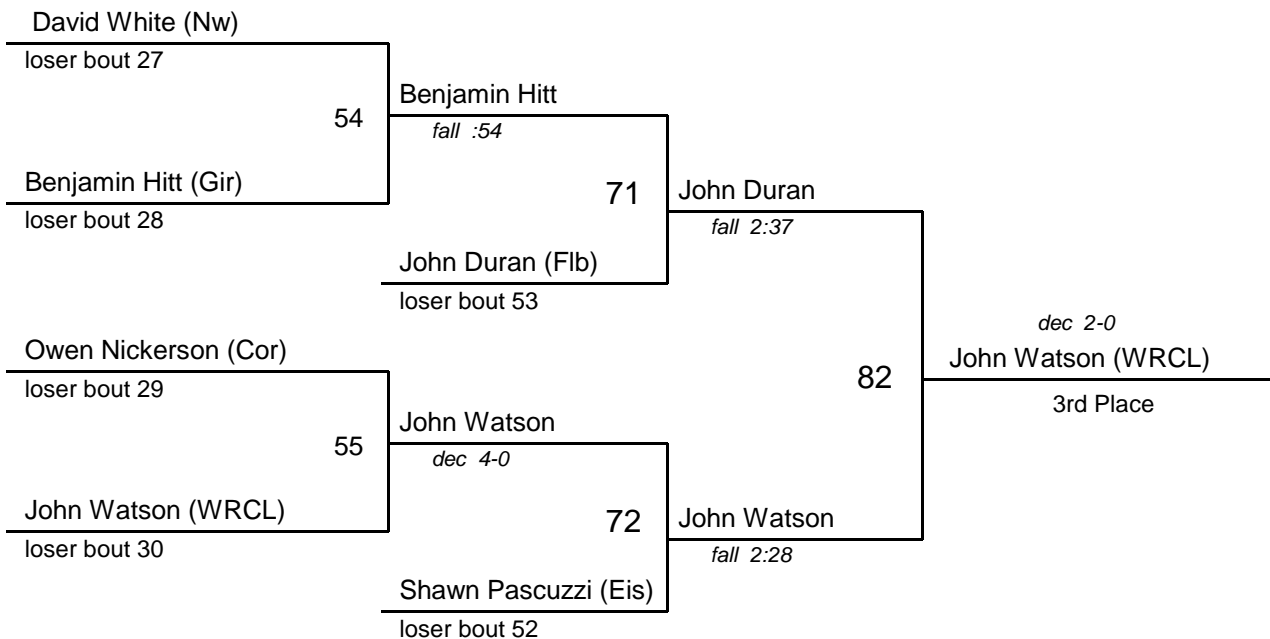 David White (Nw)
loser bout 27
54
Benjamin Hitt
fall :54
Benjamin Hitt (Gir)
loser bout 28
71
John Duran
fall 2:37
John Duran (Flb)
loser bout 53
dec 2-0
John Watson (WRCL)
3rd Place
82
Owen Nickerson (Cor)
loser bout 29
John Watson
dec 4-0
55
John Watson (WRCL)
loser bout 30
72
John Watson
fall 2:28
Shawn Pascuzzi (Eis)
loser bout 52